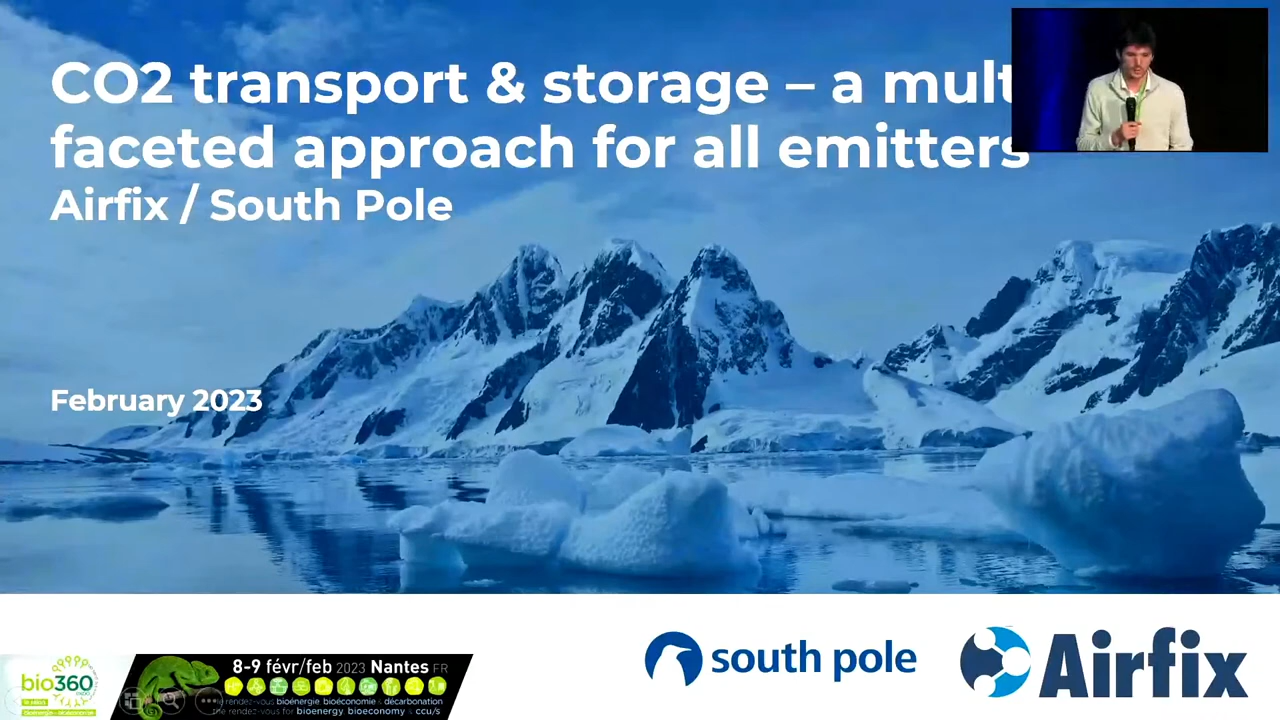 CO2 transport & storage – a mult
faceted approach for all emitters
Airfix / South Pole
February 2023
south pole
Airfix
bio360
EXPO
8-9 févr/feb 2023 Nantes FR
le rendez-vous bioénergie, bioéconomie & décarbonation
the rendez-vous for bioenergy, bioeconomy & ccu/s